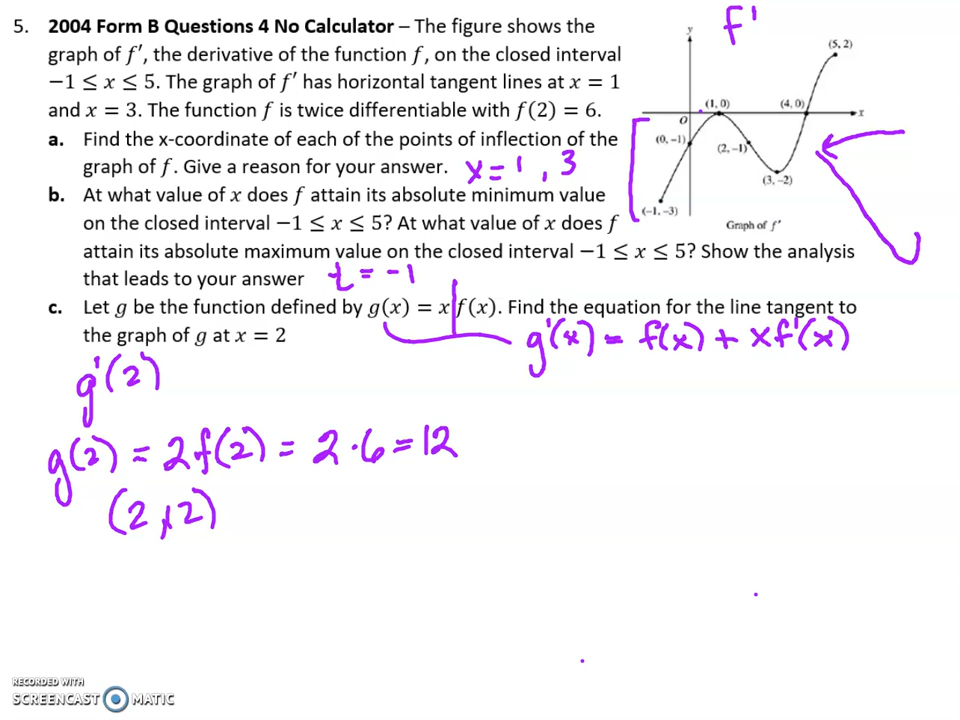 5. 2004 Form B Questions 4 No Calculator – The figure shows the
graph of f′, the derivative of the function f, on the closed interval
−1 ≤ x ≤ 5. The graph of f′ has horizontal tangent lines at x = 1
and x = 3. The function f is twice differentiable with f(2) = 6.
a. Find the x-coordinate of each of the points of inflection of the
graph of f. Give a reason for your answer. x = 1, 3
b. At what value of x does f attain its absolute minimum value
on the closed interval −1 ≤ x ≤ 5? At what value of x does f
attain its absolute maximum value on the closed interval −1 ≤ x ≤ 5? Show the analysis
that leads to your answer t = −1
c. Let g be the function defined by g(x) = x f(x). Find the equation for the line tangent to
the graph of g at x = 2
g'(x) = f(x) + xf'(x)
g'(2)
g(2) = 2f(2) = 2·6 = 12
(2, 12)
f'
y
(5, 2)
(1, 0)
(4, 0)
x
O
(0, −1)
(2, −1)
(3, −2)
(−1, −3)
Graph of f′
RECORDED WITH
SCREENCAST MATIC